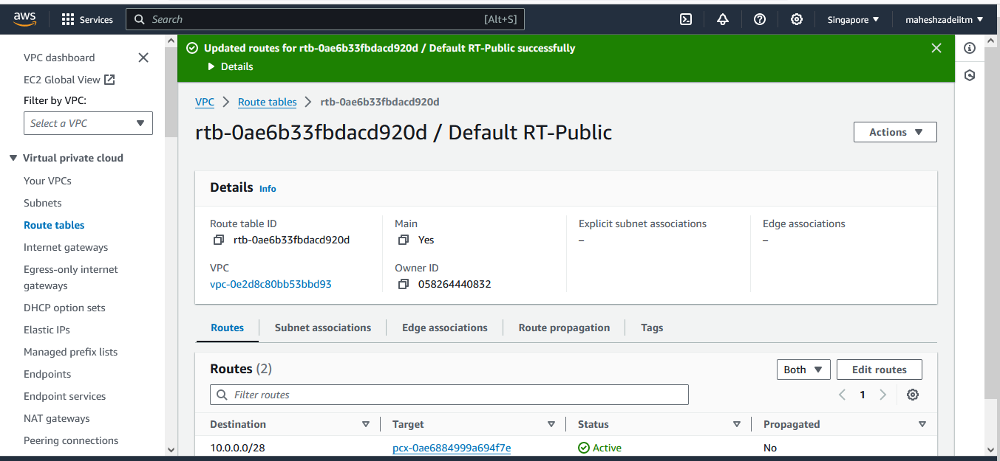 aws
Services
Search [Alt+S]
Singapore
maheshzadeiitm
VPC dashboard
EC2 Global View
Filter by VPC:
Select a VPC
Virtual private cloud
Your VPCs
Subnets
Route tables
Internet gateways
Egress-only internet
gateways
DHCP option sets
Elastic IPs
Managed prefix lists
Endpoints
Endpoint services
NAT gateways
Peering connections
Updated routes for rtb-0ae6b33fbdacd920d / Default RT-Public successfully
Details
VPC > Route tables > rtb-0ae6b33fbdacd920d
rtb-0ae6b33fbdacd920d / Default RT-Public
Actions
Details Info
Route table ID
rtb-0ae6b33fbdacd920d
Main
Yes
Explicit subnet associations
–
Edge associations
–
VPC
vpc-0e2d8c80bb53bbd93
Owner ID
058264440832
Routes Subnet associations Edge associations Route propagation Tags
Routes (2)
Both
Edit routes
Filter routes
1
Destination Target Status Propagated
10.0.0.0/28 pcx-0ae6884999a694f7e Active No